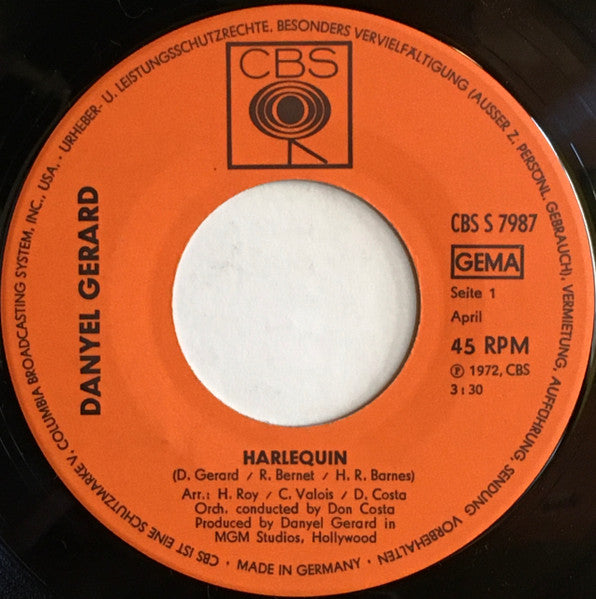 URHEBER- U. LEISTUNGSSCHUTZRECHTE, BESONDERS VERVIELFÄLTIGUNG (AUSSER Z. PERSÖNL. GEBRAUCH), VERMIETUNG, AUFFÜHRUNG, SENDUNG VORBEHALTEN
CBS IST EINE SCHUTZMARKE V. COLUMBIA BROADCASTING SYSTEM, INC., USA. ·
CBS
DANYEL GERARD
CBS S 7987
GEMA
Seite 1
April
45 RPM
Ⓟ 1972, CBS
3:30
HARLEQUIN
(D. Gerard / R. Bernet / H. R. Barnes)
Arr.: H. Roy / C. Valois / D. Costa
Orch. conducted by Don Costa
Produced by Danyel Gerard in
MGM Studios, Hollywood
· MADE IN GERMANY ·